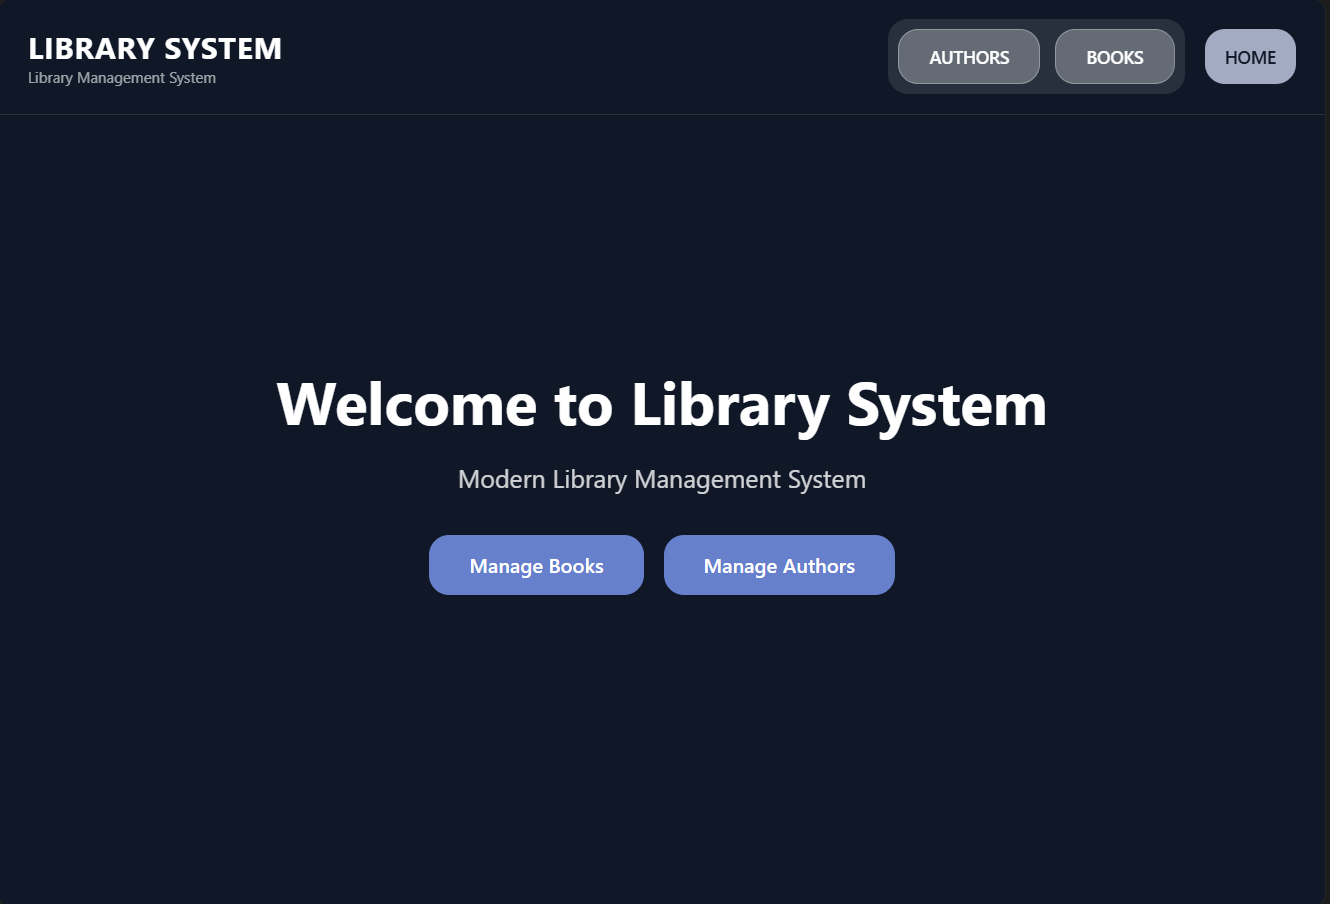 LIBRARY SYSTEM
Library Management System
AUTHORS
BOOKS
HOME
Welcome to Library System
Modern Library Management System
Manage Books
Manage Authors